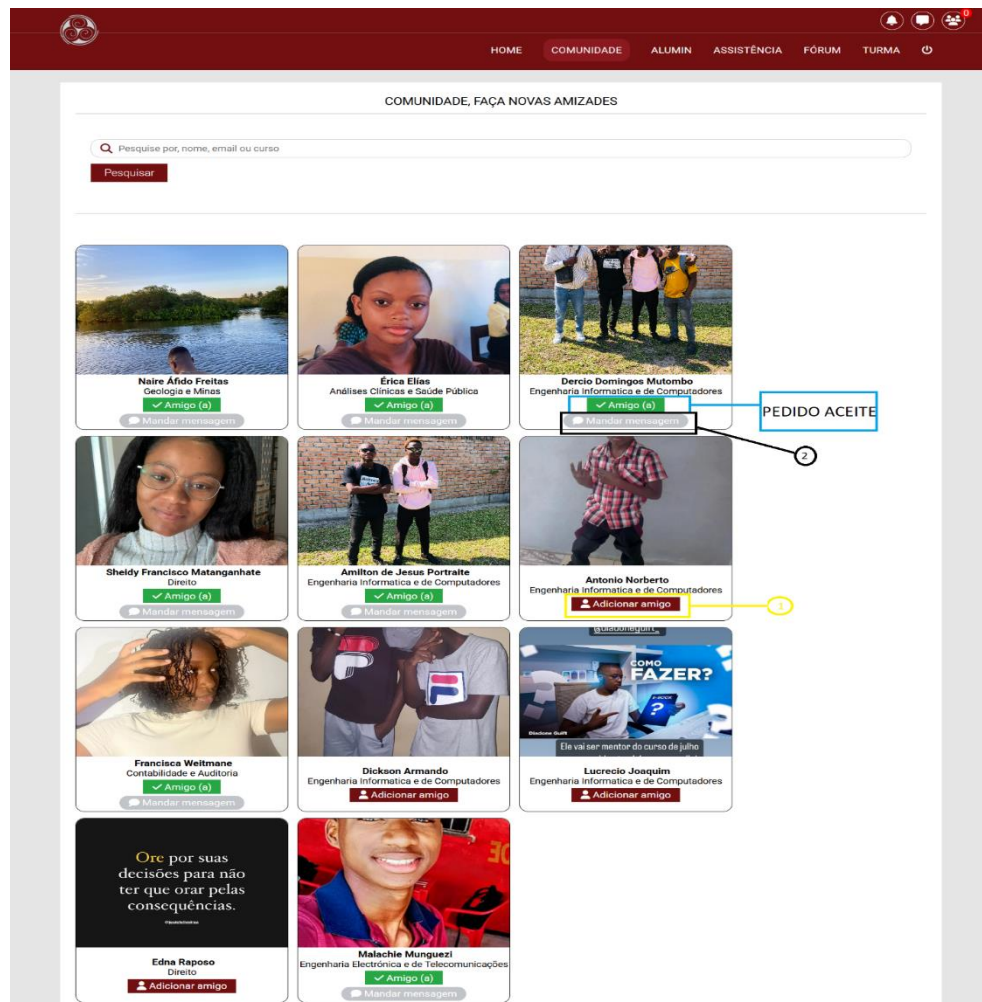 0
HOME COMUNIDADE ALUMIN ASSISTÊNCIA FÓRUM TURMA
COMUNIDADE, FAÇA NOVAS AMIZADES
Pesquise por, nome, email ou curso
Pesquisar
Naire Áfido Freitas
Geologia e Minas
Amigo (a)
Mandar mensagem
Érica Elías
Análises Clínicas e Saúde Pública
Amigo (a)
Mandar mensagem
Dercio Domingos Mutombo
Engenharia Informatica e de Computadores
Amigo (a)
Mandar mensagem
PEDIDO ACEITE
2
Sheldy Francisco Matanganhate
Direito
Amigo (a)
Mandar mensagem
Amilton de Jesus Portraite
Engenharia Informatica e de Computadores
Amigo (a)
Mandar mensagem
Antonio Norberto
Engenharia Informatica e de Computadores
Adicionar amigo
1
Francisca Weitmane
Contabilidade e Auditoria
Amigo (a)
Mandar mensagem
FILA
Dickson Armando
Engenharia Informatica e de Computadores
Adicionar amigo
@diadoneguift_
COMO
FAZER?
Diadone Guift
Ele vai ser mentor do curso de julho
Lucrecio Joaquim
Engenharia Informatica e de Computadores
Adicionar amigo
Ore por suas
decisões para não
ter que orar pelas
consequências.
Edna Raposo
Direito
Adicionar amigo
Malachie Munguezi
Engenharia Electrónica e de Telecomunicações
Amigo (a)
Mandar mensagem